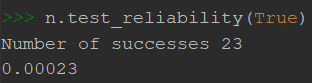 >>> n.test_reliability(True)
Number of successes 23
0.00023